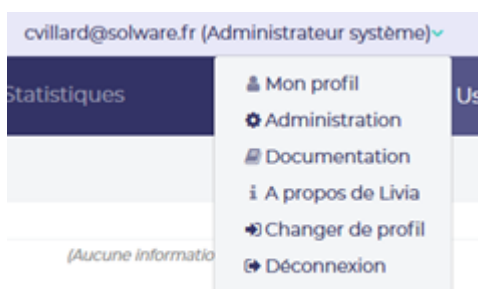 cvillard@solware.fr (Administrateur système)
Statistiques
Us
Mon profil
Administration
Documentation
A propos de Livia
Changer de profil
(Aucune informatio
Déconnexion